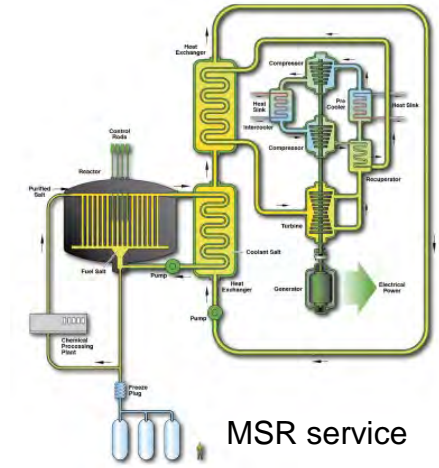 Heat
Exchanger
Compressor
Heat
Sink
Pre
Cooler
Heat Sink
Intercooler
Compressor
Recuperator
Control
Rods
Reactor
Purified
Salt
Turbine
Coolant Salt
Fuel Salt
Pump
Heat
Exchanger
Generator
Electrical
Power
Pump
Chemical
Processing
Plant
Freeze
Plug
MSR service